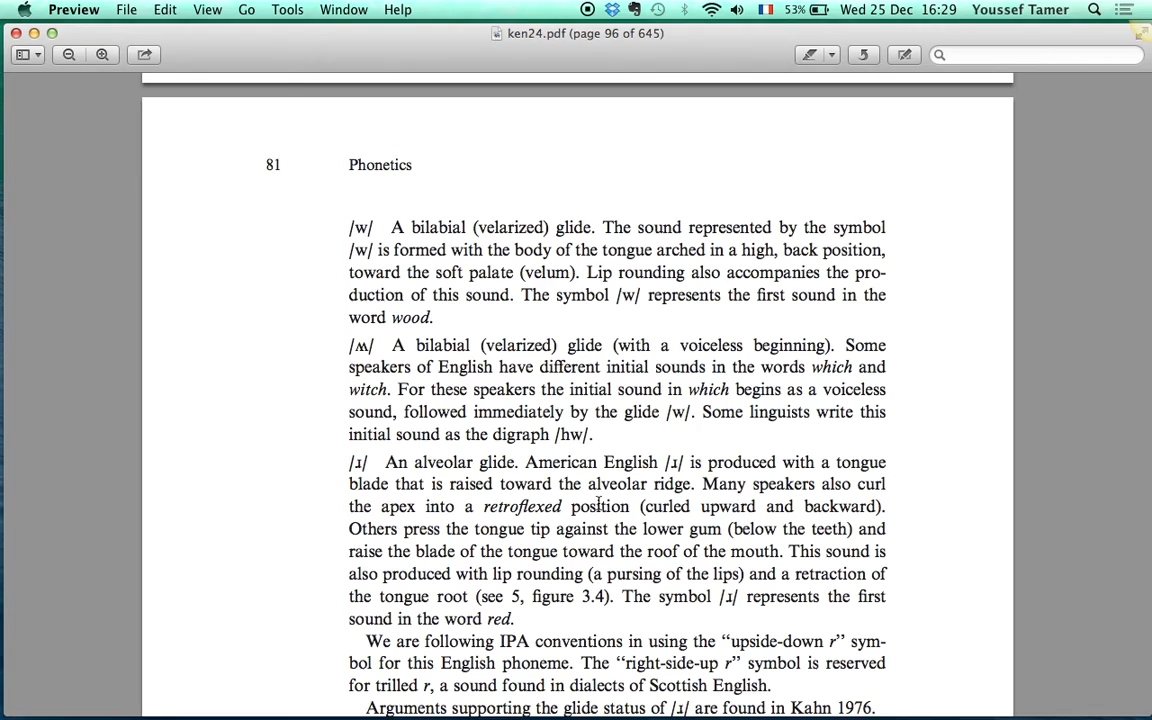 Preview File Edit View Go Tools Window Help 53% Wed 25 Dec 16:29 Youssef Tamer
ken24.pdf (page 96 of 645)
81 Phonetics
/w/ A bilabial (velarized) glide. The sound represented by the symbol
/w/ is formed with the body of the tongue arched in a high, back position,
toward the soft palate (velum). Lip rounding also accompanies the pro-
duction of this sound. The symbol /w/ represents the first sound in the
word wood.
/ʍ/ A bilabial (velarized) glide (with a voiceless beginning). Some
speakers of English have different initial sounds in the words which and
witch. For these speakers the initial sound in which begins as a voiceless
sound, followed immediately by the glide /w/. Some linguists write this
initial sound as the digraph /hw/.
/ɹ/ An alveolar glide. American English /ɹ/ is produced with a tongue
blade that is raised toward the alveolar ridge. Many speakers also curl
the apex into a retroflexed position (curled upward and backward).
Others press the tongue tip against the lower gum (below the teeth) and
raise the blade of the tongue toward the roof of the mouth. This sound is
also produced with lip rounding (a pursing of the lips) and a retraction of
the tongue root (see 5, figure 3.4). The symbol /ɹ/ represents the first
sound in the word red.
We are following IPA conventions in using the “upside-down r” sym-
bol for this English phoneme. The “right-side-up r” symbol is reserved
for trilled r, a sound found in dialects of Scottish English.
Arguments supporting the glide status of /ɹ/ are found in Kahn 1976.